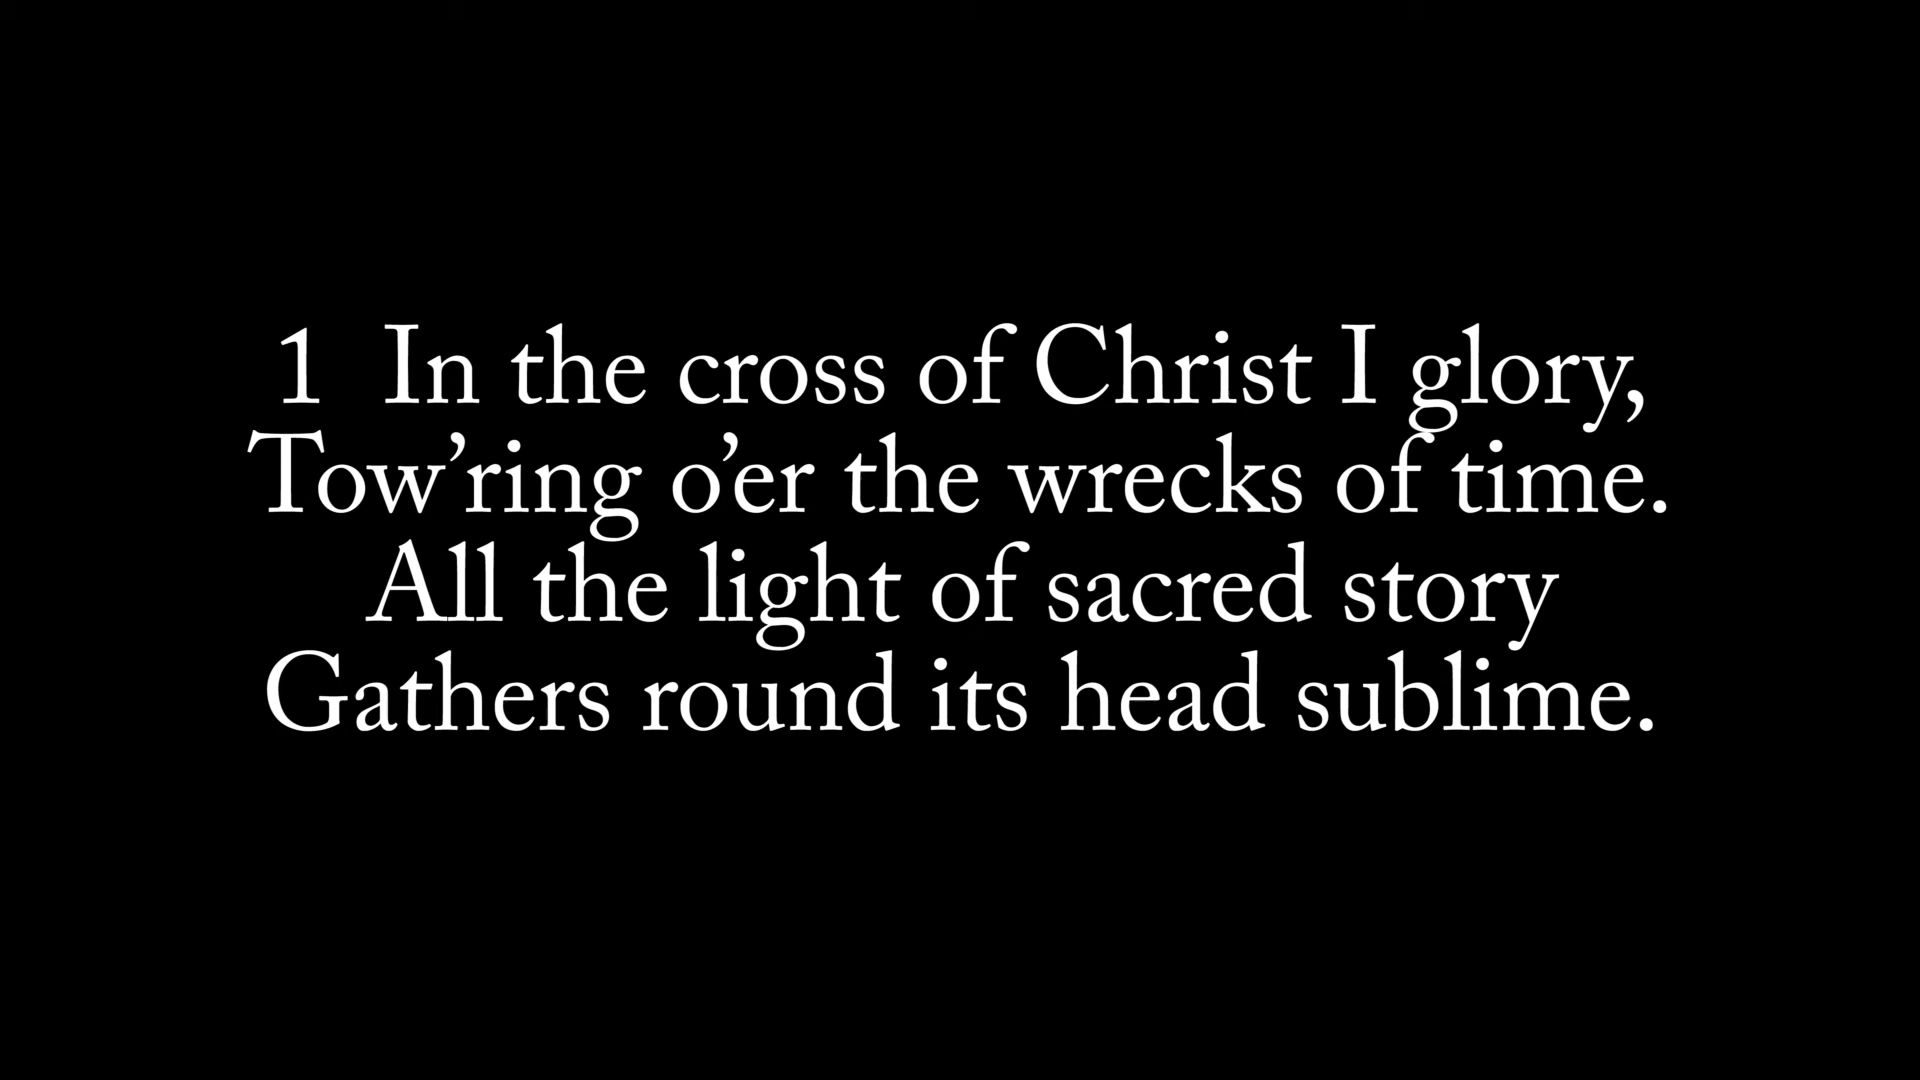 1  In the cross of Christ I glory,
Tow’ring o’er the wrecks of time.
All the light of sacred story
Gathers round its head sublime.